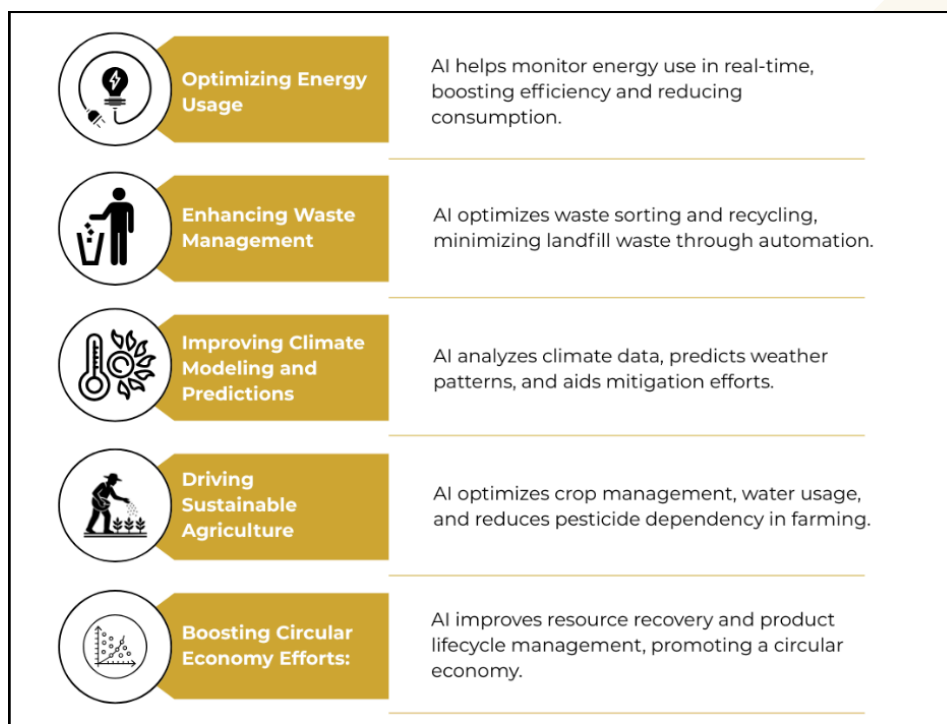 Optimizing Energy
Usage
AI helps monitor energy use in real-time,
boosting efficiency and reducing
consumption.
Enhancing Waste
Management
AI optimizes waste sorting and recycling,
minimizing landfill waste through automation.
Improving Climate
Modeling and
Predictions
AI analyzes climate data, predicts weather
patterns, and aids mitigation efforts.
Driving
Sustainable
Agriculture
AI optimizes crop management, water usage,
and reduces pesticide dependency in farming.
Boosting Circular
Economy Efforts:
AI improves resource recovery and product
lifecycle management, promoting a circular
economy.